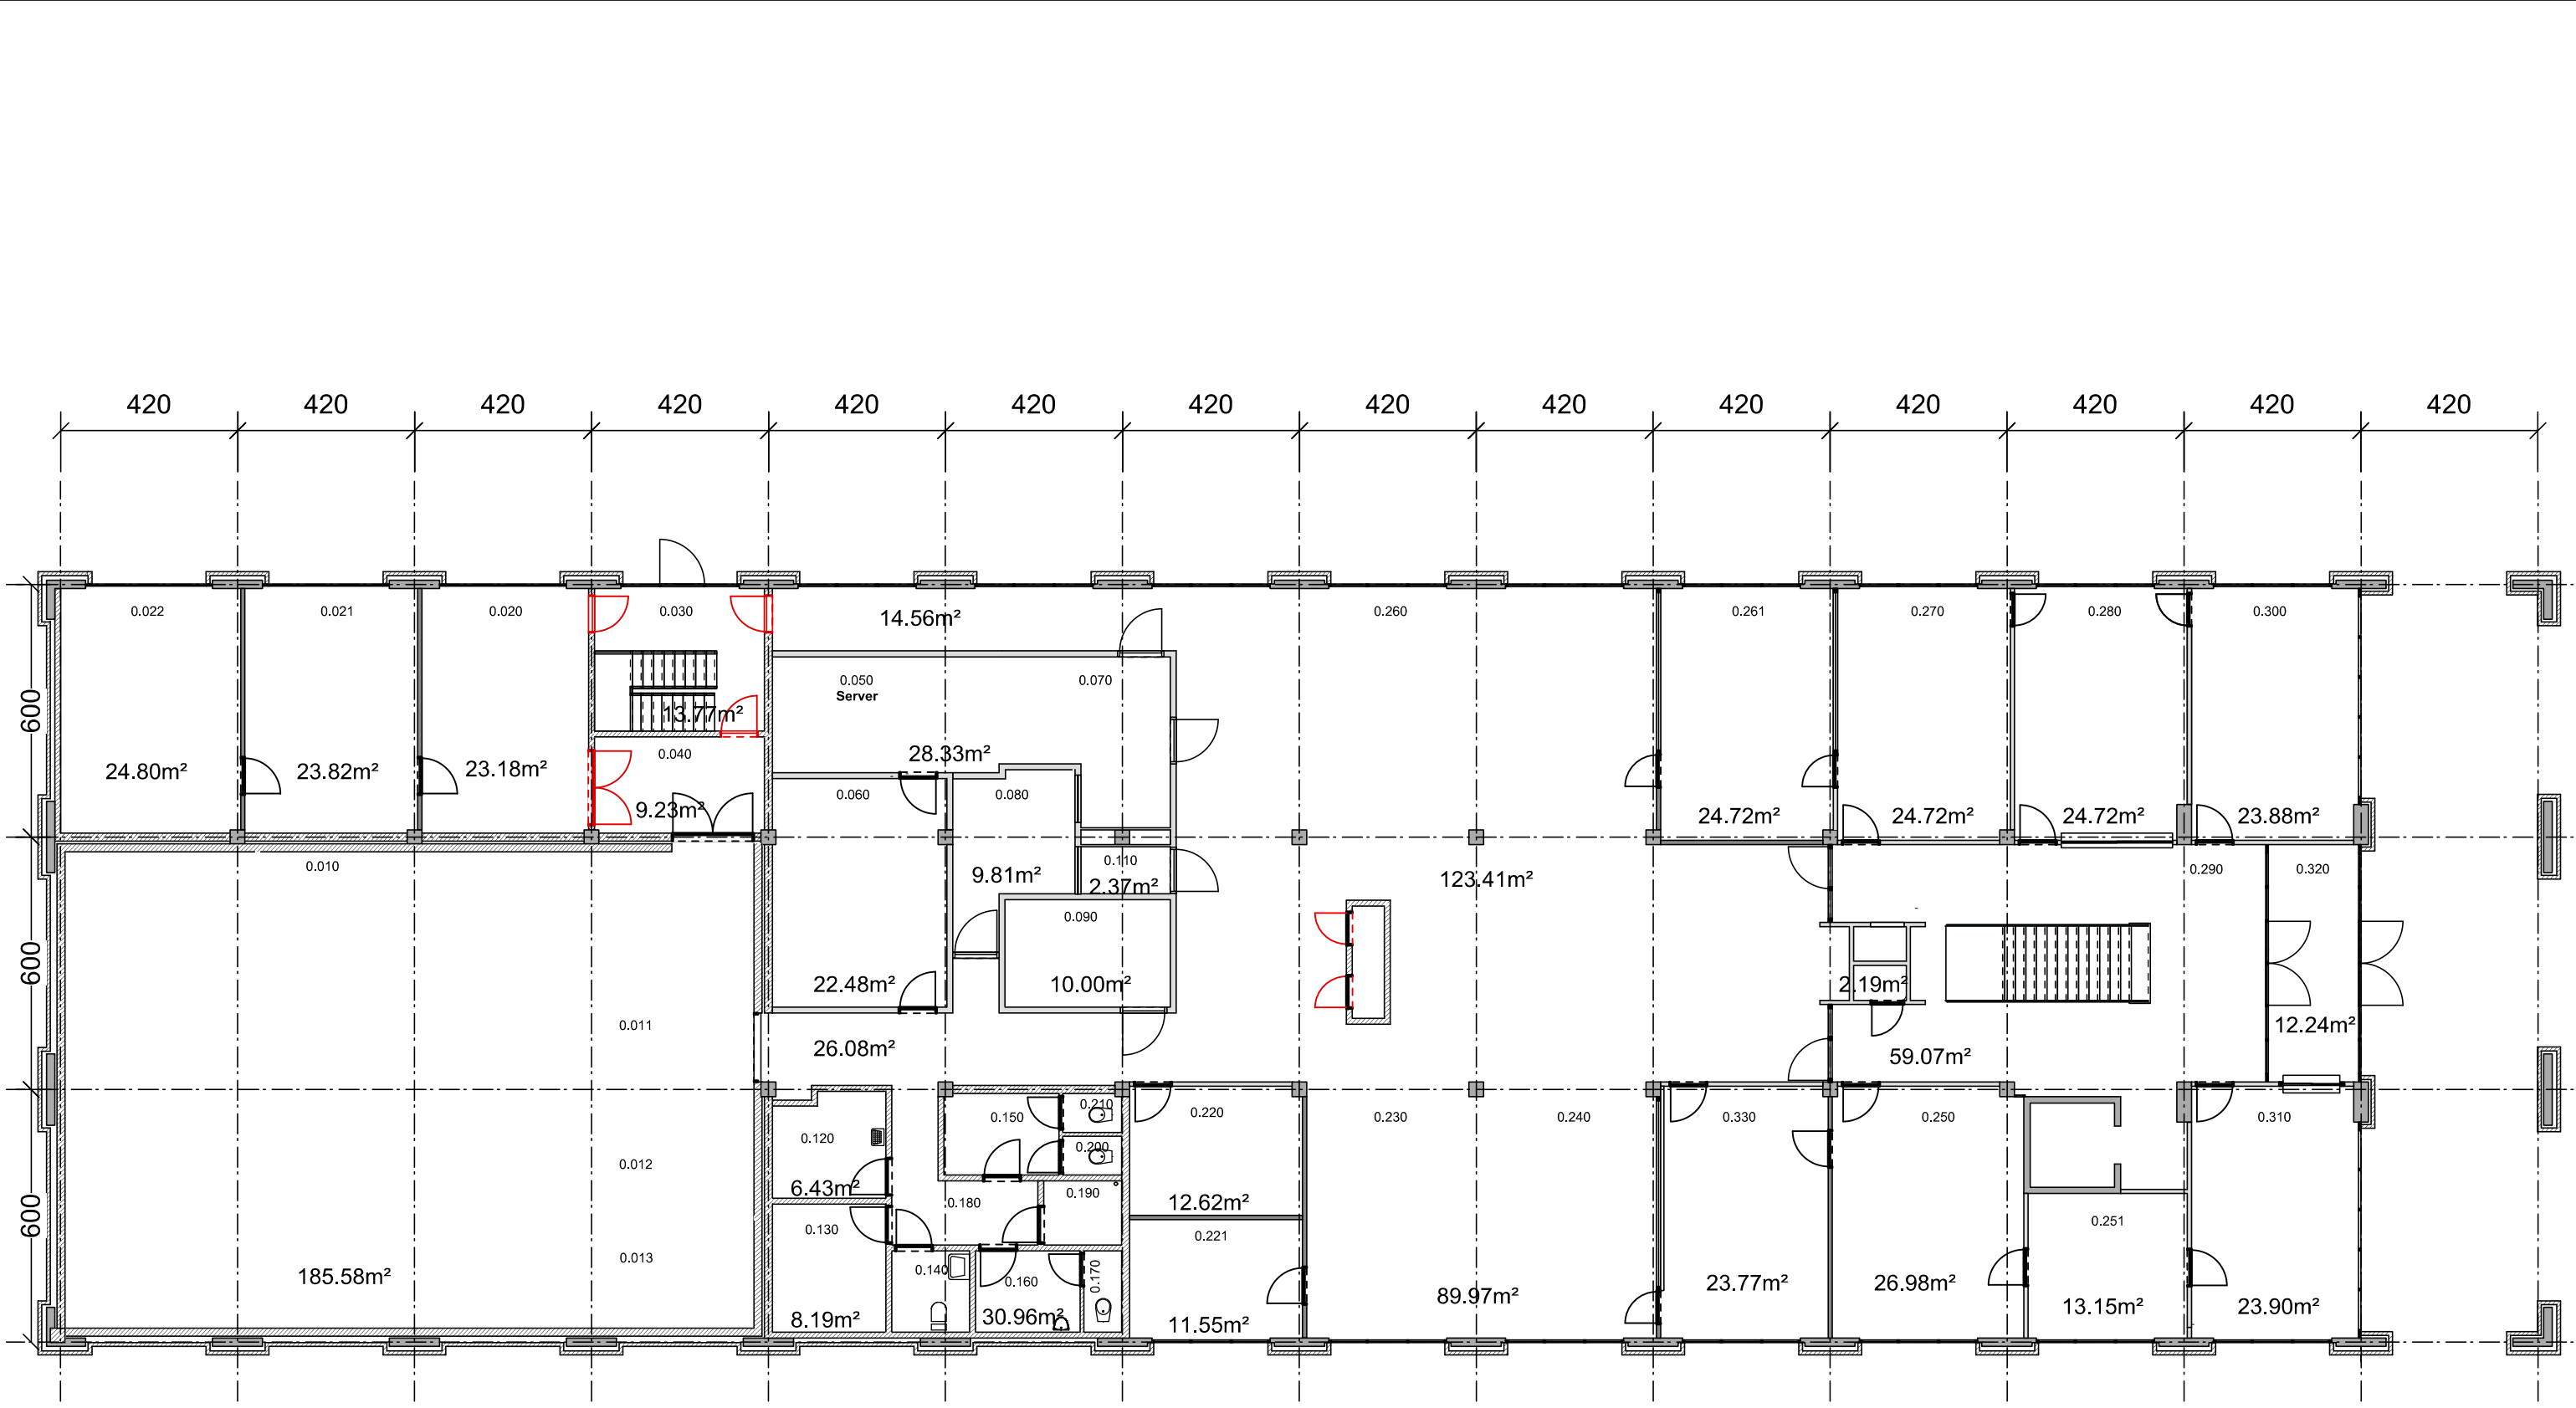 420 420 420 420 420 420 420 420 420 420 420 420 420 420
0.022 0.021 0.020 0.030 14.56m² 0.260 0.261 0.270 0.280 0.300
0.050 0.070
Server
600
13.77m²
0.040 28.33m²
24.80m² 23.82m² 23.18m²
9.23m² 0.060 0.080
24.72m² 24.72m² 24.72m² 23.88m²
0.010 9.81m² 0.110 123.41m² 0.290 0.320
2.37m²
0.090
600
22.48m² 10.00m² 2.19m²
0.011 12.24m²
26.08m² 59.07m²
0.210
0.150 0.220 0.230 0.240 0.330 0.250 0.310
0.120 0.200
0.012
6.43m² 0.190
0.180 12.62m²
600
0.130 0.221 0.251
0.013 0.140 0.160 0.170
185.58m² 23.77m² 26.98m²
89.97m² 13.15m² 23.90m²
8.19m² 30.96m² 11.55m²